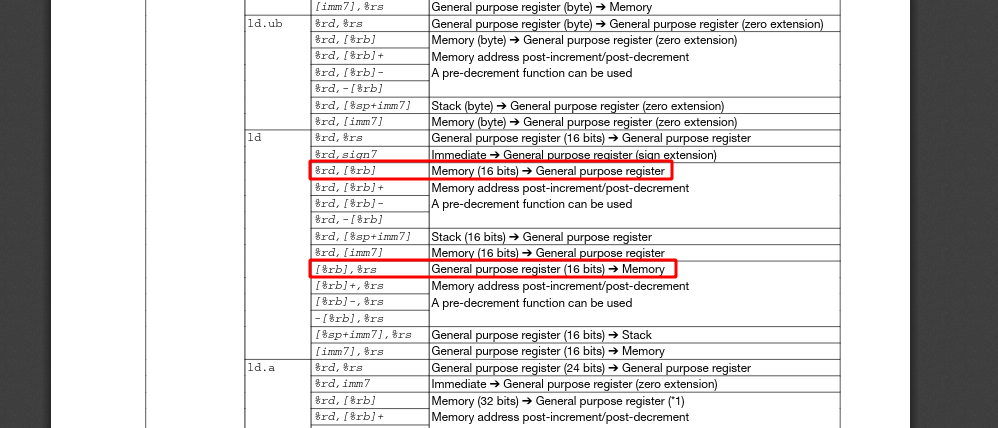 [imm7],%rs General purpose register (byte) ➔ Memory
ld.ub %rd,%rs General purpose register (byte) ➔ General purpose register (zero extension)
%rd,[%rb] Memory (byte) ➔ General purpose register (zero extension)
%rd,[%rb]+ Memory address post-increment/post-decrement
%rd,[%rb]- A pre-decrement function can be used
%rd,-[%rb]
%rd,[%sp+imm7] Stack (byte) ➔ General purpose register (zero extension)
%rd,[imm7] Memory (byte) ➔ General purpose register (zero extension)
ld %rd,%rs General purpose register (16 bits) ➔ General purpose register
%rd,sign7 Immediate ➔ General purpose register (sign extension)
%rd,[%rb] Memory (16 bits) ➔ General purpose register
%rd,[%rb]+ Memory address post-increment/post-decrement
%rd,[%rb]- A pre-decrement function can be used
%rd,-[%rb]
%rd,[%sp+imm7] Stack (16 bits) ➔ General purpose register
%rd,[imm7] Memory (16 bits) ➔ General purpose register
[%rb],%rs General purpose register (16 bits) ➔ Memory
[%rb]+,%rs Memory address post-increment/post-decrement
[%rb]-,%rs A pre-decrement function can be used
-[%rb],%rs
[%sp+imm7],%rs General purpose register (16 bits) ➔ Stack
[imm7],%rs General purpose register (16 bits) ➔ Memory
ld.a %rd,%rs General purpose register (24 bits) ➔ General purpose register
%rd,imm7 Immediate ➔ General purpose register (zero extension)
%rd,[%rb] Memory (32 bits) ➔ General purpose register (*1)
%rd,[%rb]+ Memory address post-increment/post-decrement